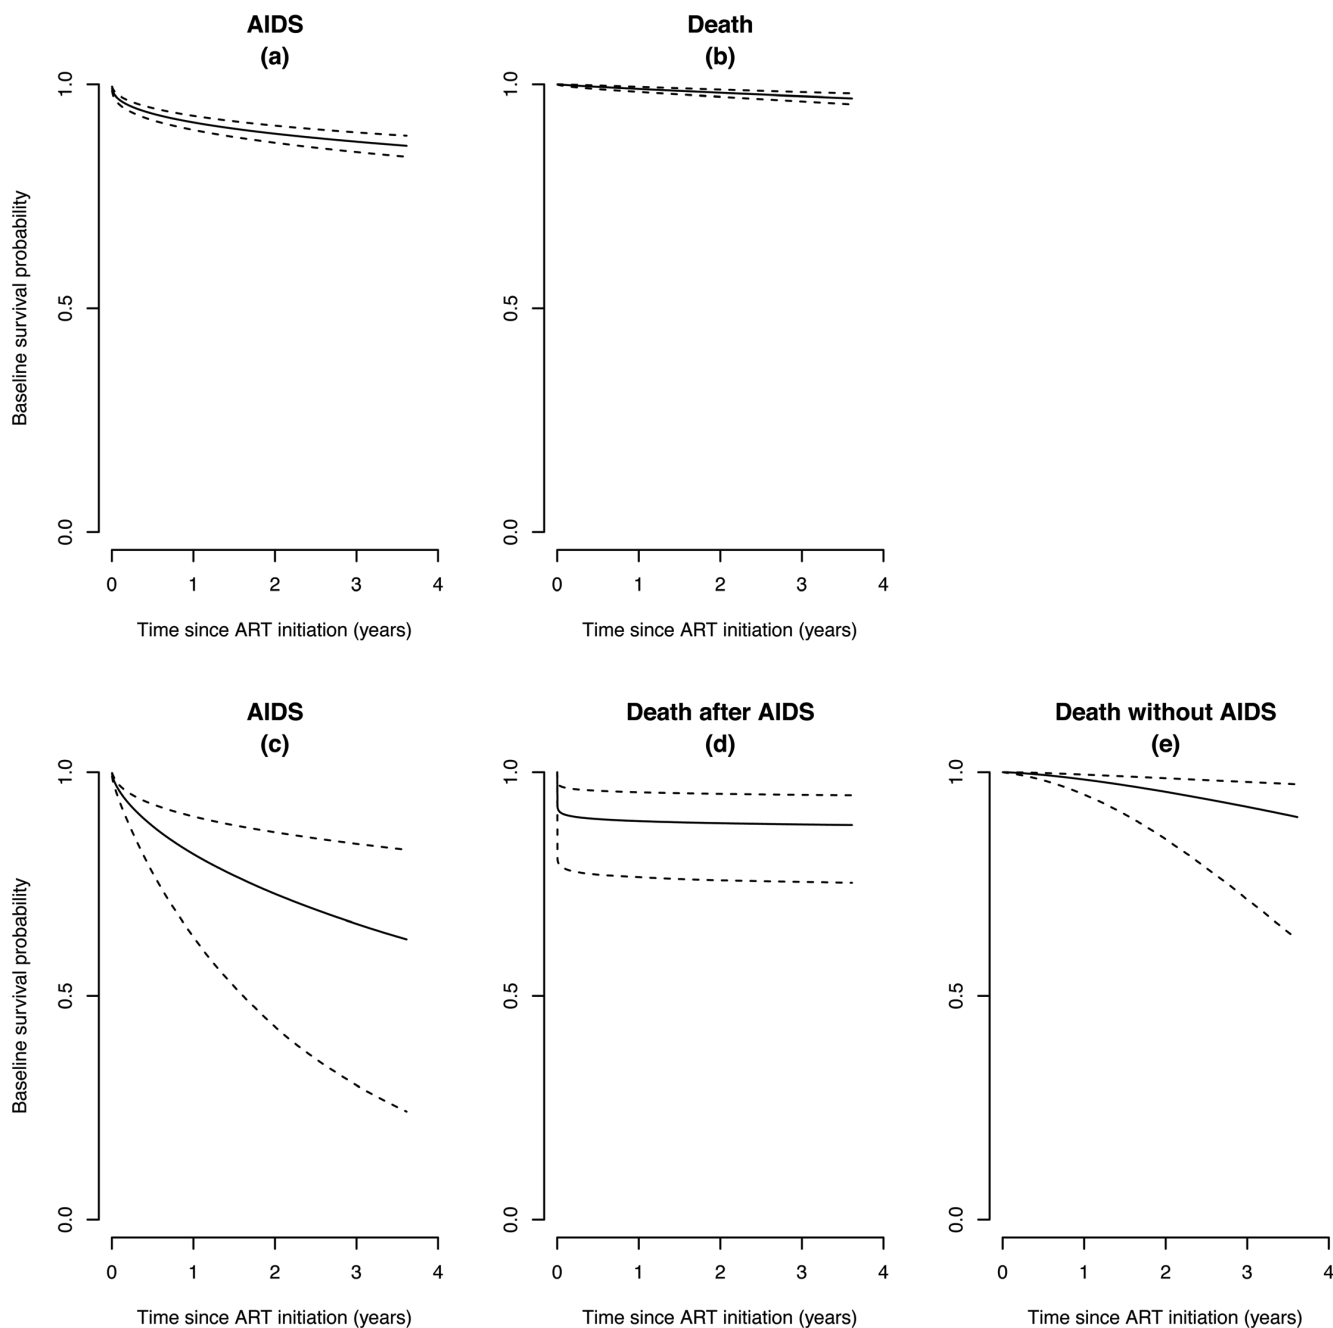 AIDS
(a)
Death
(b)
Baseline survival probability
1.0
0.5
0.0
0 1 2 3 4
Time since ART initiation (years)
1.0
0.5
0.0
0 1 2 3 4
Time since ART initiation (years)
AIDS
(c)
Death after AIDS
(d)
Death without AIDS
(e)
Baseline survival probability
1.0
0.5
0.0
0 1 2 3 4
Time since ART initiation (years)
1.0
0.5
0.0
0 1 2 3 4
Time since ART initiation (years)
1.0
0.5
0.0
0 1 2 3 4
Time since ART initiation (years)